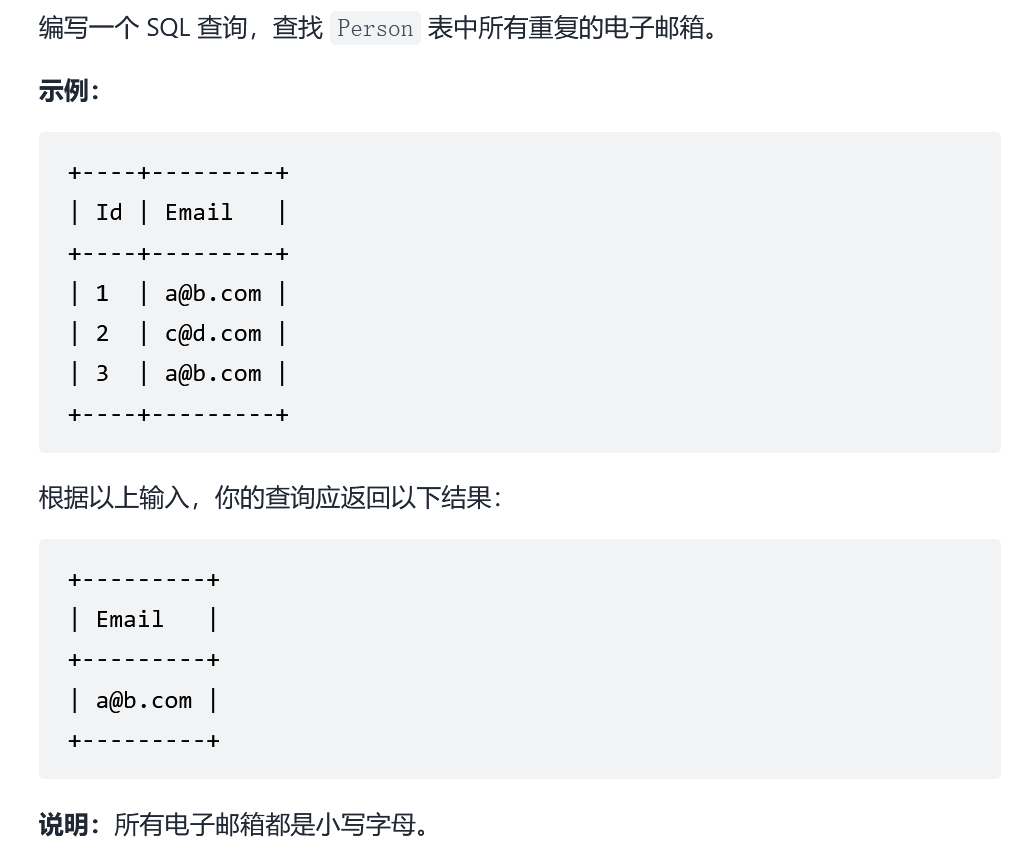 编写一个 SQL 查询，查找 Person 表中所有重复的电子邮箱。
示例：
+----+---------+
| Id | Email   |
+----+---------+
| 1  | a@b.com |
| 2  | c@d.com |
| 3  | a@b.com |
+----+---------+
根据以上输入，你的查询应返回以下结果：
+---------+
| Email   |
+---------+
| a@b.com |
+---------+
说明：所有电子邮箱都是小写字母。